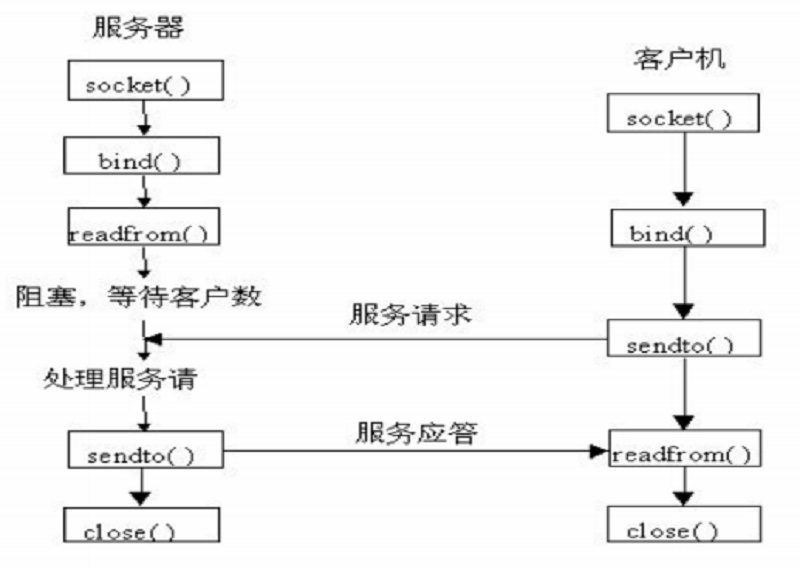 服务器
socket()
bind()
readfrom()
阻塞，等待客户数
处理服务请
sendto()
close()
服务请求
服务应答
客户机
socket()
bind()
sendto()
readfrom()
close()